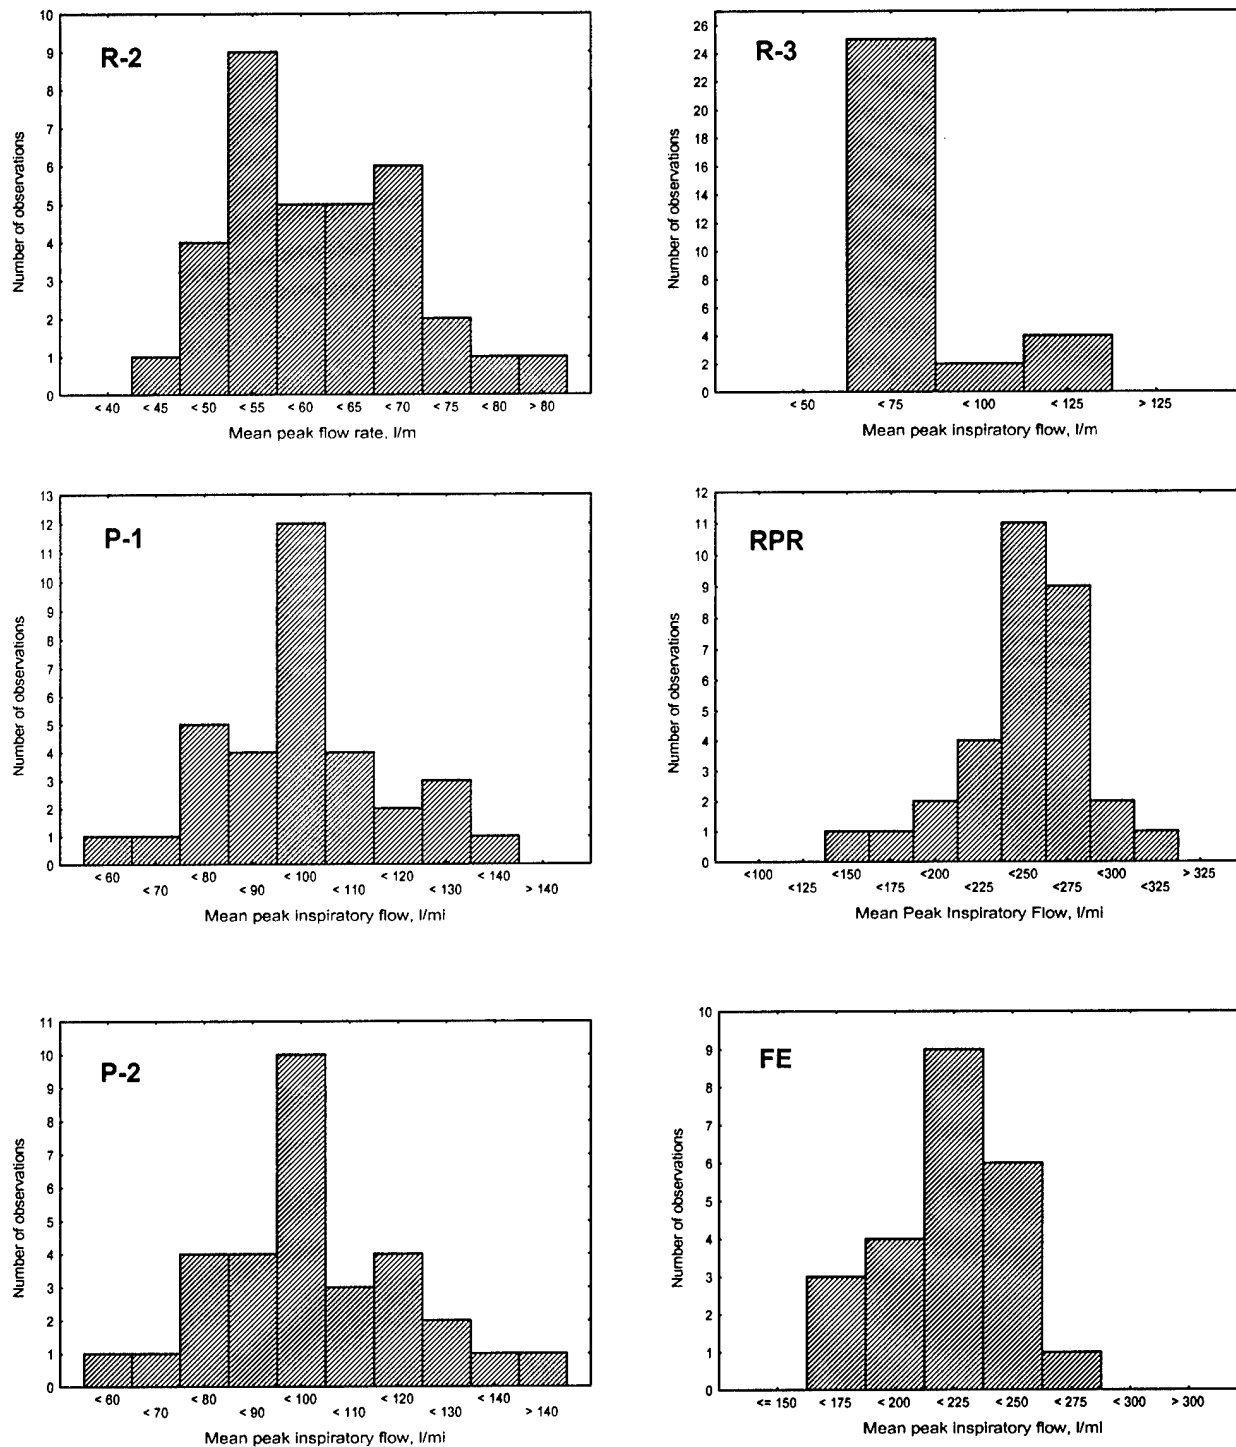 R-2
Number of observations
10
9
8
7
6
5
4
3
2
1
0
< 40 < 45 < 50 < 55 < 60 < 65 < 70 < 75 < 80 > 80
Mean peak flow rate, l/m
R-3
Number of observations
26
24
22
20
18
16
14
12
10
8
6
4
2
0
< 50 < 75 < 100 < 125 > 125
Mean peak inspiratory flow, l/m
P-1
Number of observations
13
12
11
10
9
8
7
6
5
4
3
2
1
0
< 60 < 80 < 100 < 120 < 140
< 70 < 90 < 110 < 130 > 140
Mean peak inspiratory flow, l/mi
RPR
Number of observations
12
11
10
9
8
7
6
5
4
3
2
1
0
<100 <150 <200 <250 <300 > 325
<125 <175 <225 <275 <325
Mean Peak Inspiratory Flow, l/mi
P-2
Number of observations
11
10
9
8
7
6
5
4
3
2
1
0
< 60 < 80 < 100 < 120 < 140
< 70 < 90 < 110 < 130 > 140
Mean peak inspiratory flow, l/mi
FE
Number of observations
10
9
8
7
6
5
4
3
2
1
0
<= 150 < 200 < 250 < 300
< 175 < 225 < 275 > 300
Mean peak inspiratory flow, l/mi